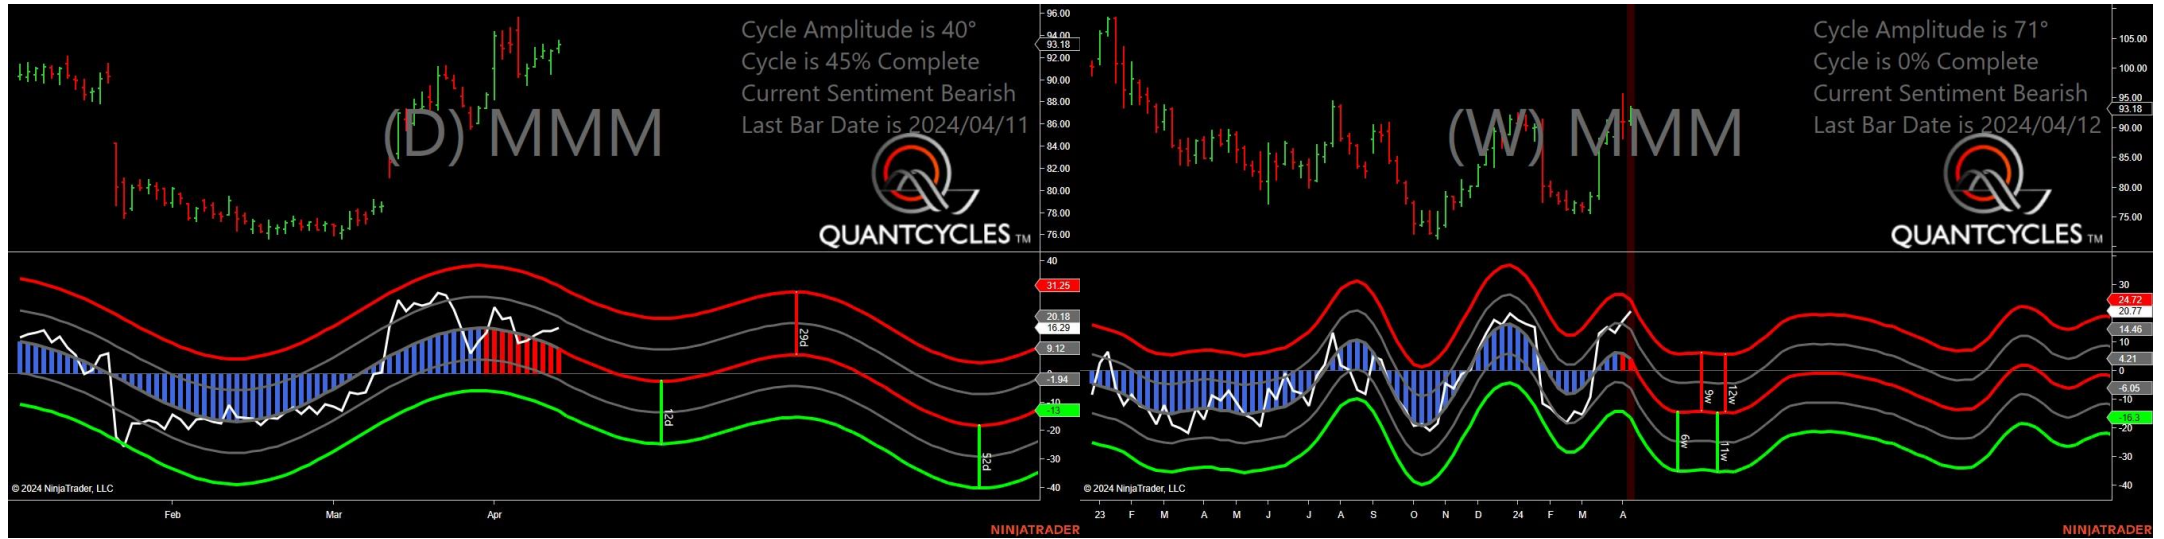 Cycle Amplitude is 40°
Cycle is 45% Complete
Current Sentiment Bearish
Last Bar Date is 2024/04/11
(D) MMM
QUANTCYCLES TM
96.00
94.00
93.18
92.00
90.00
88.00
86.00
84.00
82.00
80.00
78.00
76.00
40
31.25
20.18
16.29
9.12
0
-1.94
-10
-13
-20
-30
-40
12d
29d
52d
© 2024 NinjaTrader, LLC
Feb Mar Apr
NINJATRADER
Cycle Amplitude is 71°
Cycle is 0% Complete
Current Sentiment Bearish
Last Bar Date is 2024/04/12
(W) MMM
QUANTCYCLES TM
105.00
100.00
95.00
93.18
90.00
85.00
80.00
75.00
30
24.72
20.77
14.46
10
4.21
0
-6.05
-10
-16.3
-20
-30
-40
6w
9w
11w
12w
© 2024 NinjaTrader, LLC
23 F M A M J J A S O N D 24 F M A
NINJATRADER